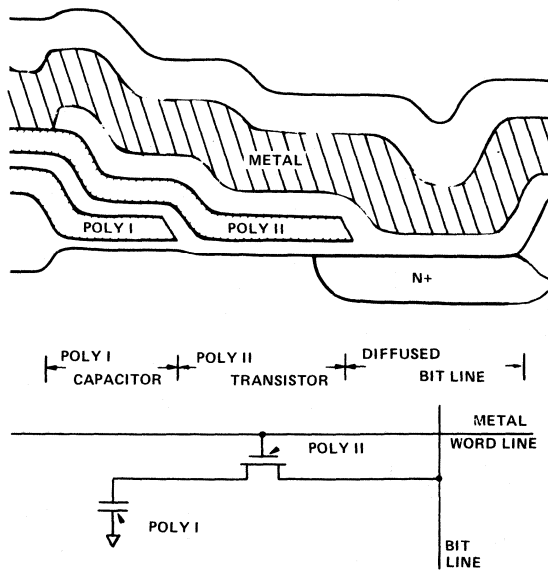 METAL
POLY I
POLY II
N+
POLY I
CAPACITOR
POLY II
TRANSISTOR
DIFFUSED
BIT LINE
METAL
WORD LINE
POLY II
POLY I
BIT
LINE